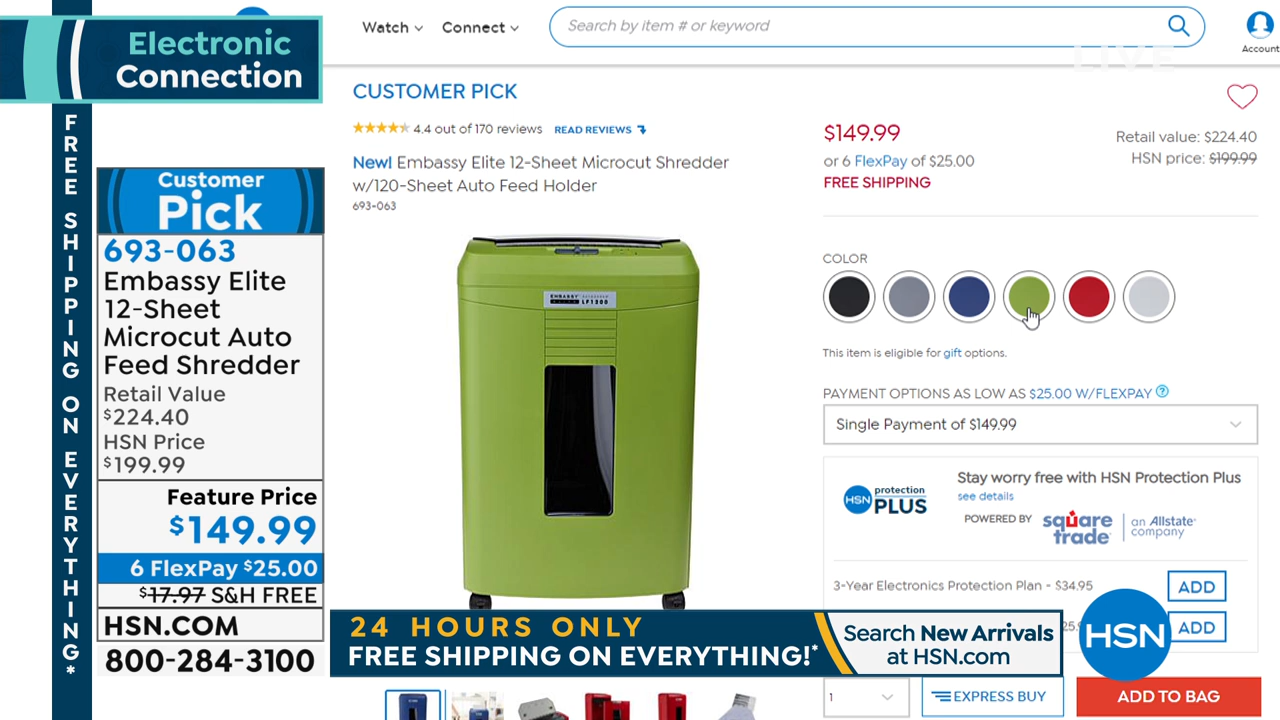 Electronic
Connection
FREE SHIPPING ON EVERYTHING!*
Customer
Pick
693-063
Embassy Elite
12-Sheet
Microcut Auto
Feed Shredder
Retail Value
$224.40
HSN Price
$199.99
Feature Price
$149.99
6 FlexPay $25.00
$17.97 S&H FREE
HSN.COM
800-284-3100
Watch
Connect
Search by item # or keyword
Account
LIVE
CUSTOMER PICK
4.4 out of 170 reviews READ REVIEWS
New! Embassy Elite 12-Sheet Microcut Shredder
w/120-Sheet Auto Feed Holder
693-063
EMBASSY
LF1200
$149.99
or 6 FlexPay of $25.00
FREE SHIPPING
Retail value: $224.40
HSN price: $199.99
COLOR
This item is eligible for gift options.
PAYMENT OPTIONS AS LOW AS $25.00 W/FLEXPAY ?
Single Payment of $149.99
HSN protection
PLUS
Stay worry free with HSN Protection Plus
see details
POWERED BY
square
trade
an Allstate
company
3-Year Electronics Protection Plan - $34.95
ADD
ADD
24 HOURS ONLY
FREE SHIPPING ON EVERYTHING!*
Search New Arrivals
at HSN.com
HSN
1
EXPRESS BUY
ADD TO BAG